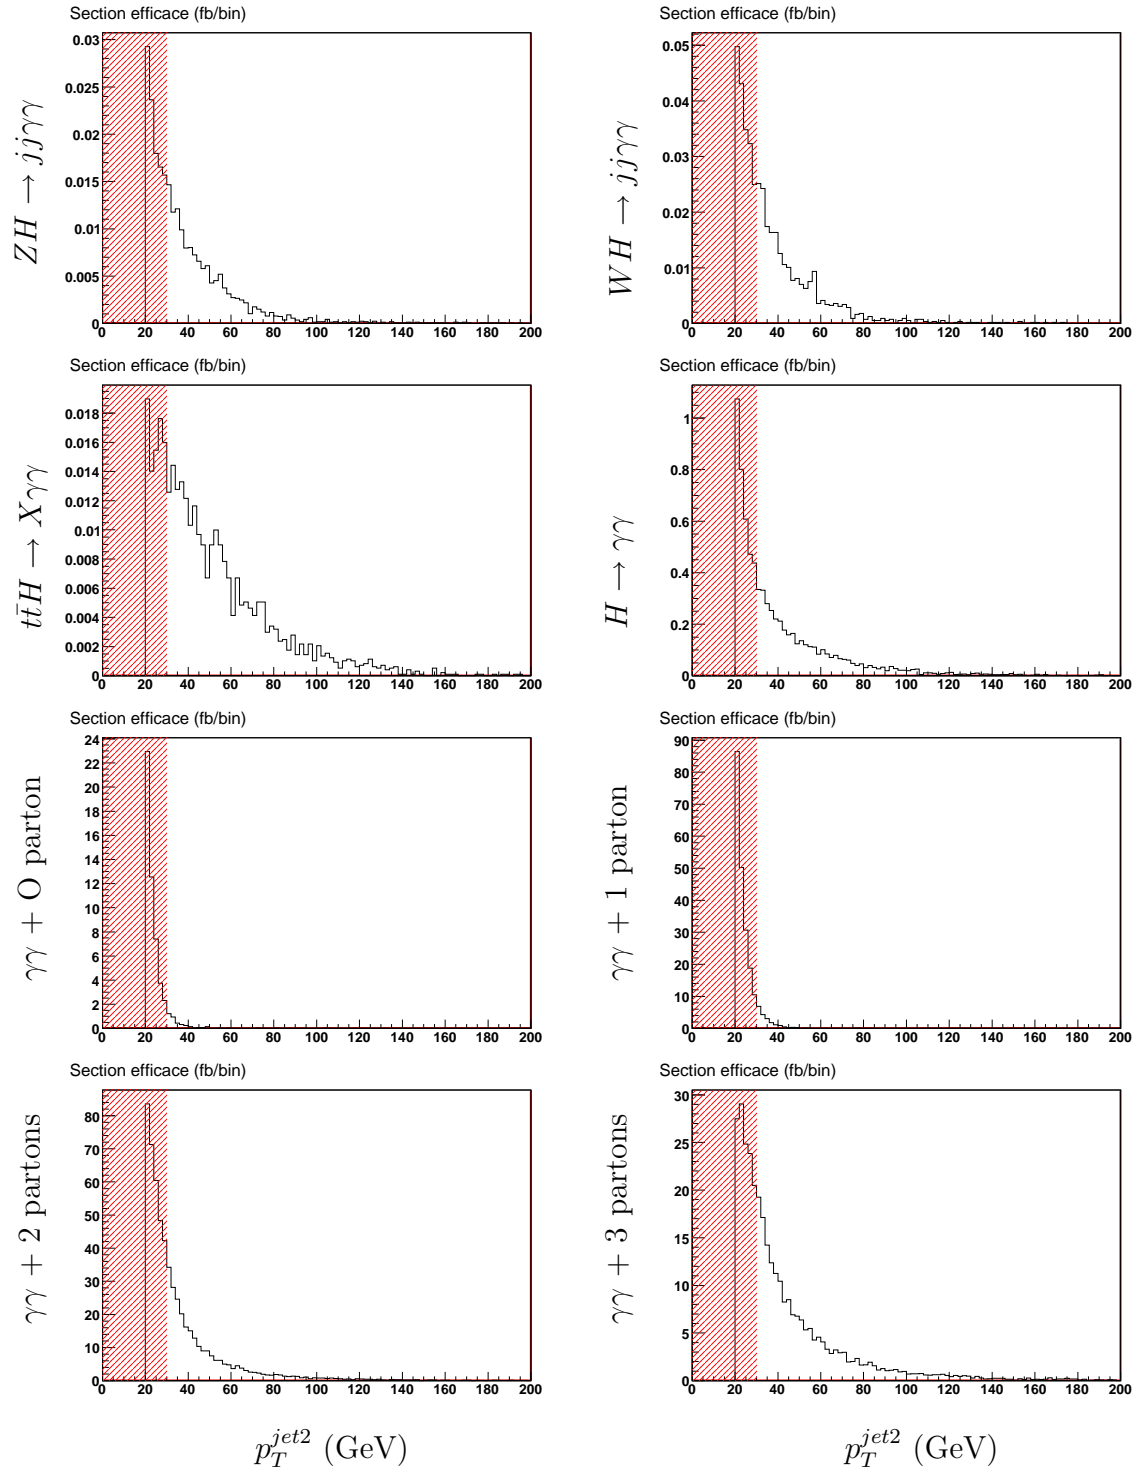 Section efficace (fb/bin)
ZH → jjγγ
0.03
0.025
0.02
0.015
0.01
0.005
0
0 20 40 60 80 100 120 140 160 180 200
Section efficace (fb/bin)
WH → jjγγ
0.05
0.04
0.03
0.02
0.01
0
0 20 40 60 80 100 120 140 160 180 200
Section efficace (fb/bin)
tt̄H → Xγγ
0.018
0.016
0.014
0.012
0.01
0.008
0.006
0.004
0.002
0
0 20 40 60 80 100 120 140 160 180 200
Section efficace (fb/bin)
H → γγ
1
0.8
0.6
0.4
0.2
0
0 20 40 60 80 100 120 140 160 180 200
Section efficace (fb/bin)
γγ + O parton
24
22
20
18
16
14
12
10
8
6
4
2
0
0 20 40 60 80 100 120 140 160 180 200
Section efficace (fb/bin)
γγ + 1 parton
90
80
70
60
50
40
30
20
10
0
0 20 40 60 80 100 120 140 160 180 200
Section efficace (fb/bin)
γγ + 2 partons
80
70
60
50
40
30
20
10
0
0 20 40 60 80 100 120 140 160 180 200
Section efficace (fb/bin)
γγ + 3 partons
30
25
20
15
10
5
0
0 20 40 60 80 100 120 140 160 180 200
p_T^{jet2} (GeV)
p_T^{jet2} (GeV)